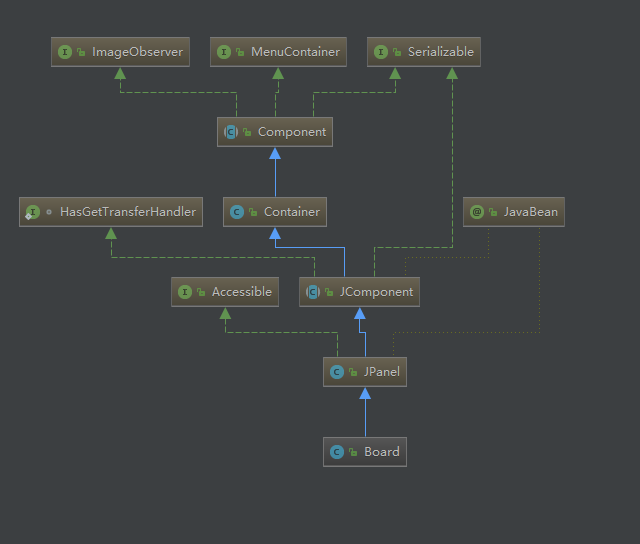 I ImageObserver
I MenuContainer
I Serializable
C Component
I HasGetTransferHandler
C Container
@ JavaBean
I Accessible
C JComponent
C JPanel
C Board